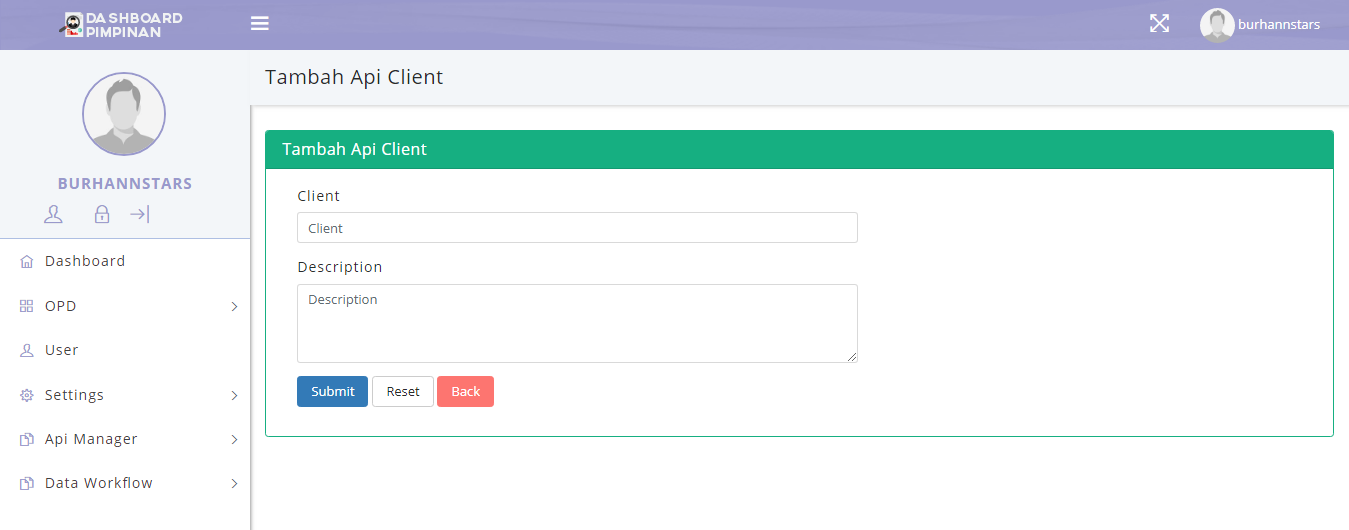 DASHBOARD
PIMPINAN
burhannstars
BURHANNSTARS
Dashboard
OPD
User
Settings
Api Manager
Data Workflow
Tambah Api Client
Tambah Api Client
Client
Client
Description
Description
Submit Reset Back